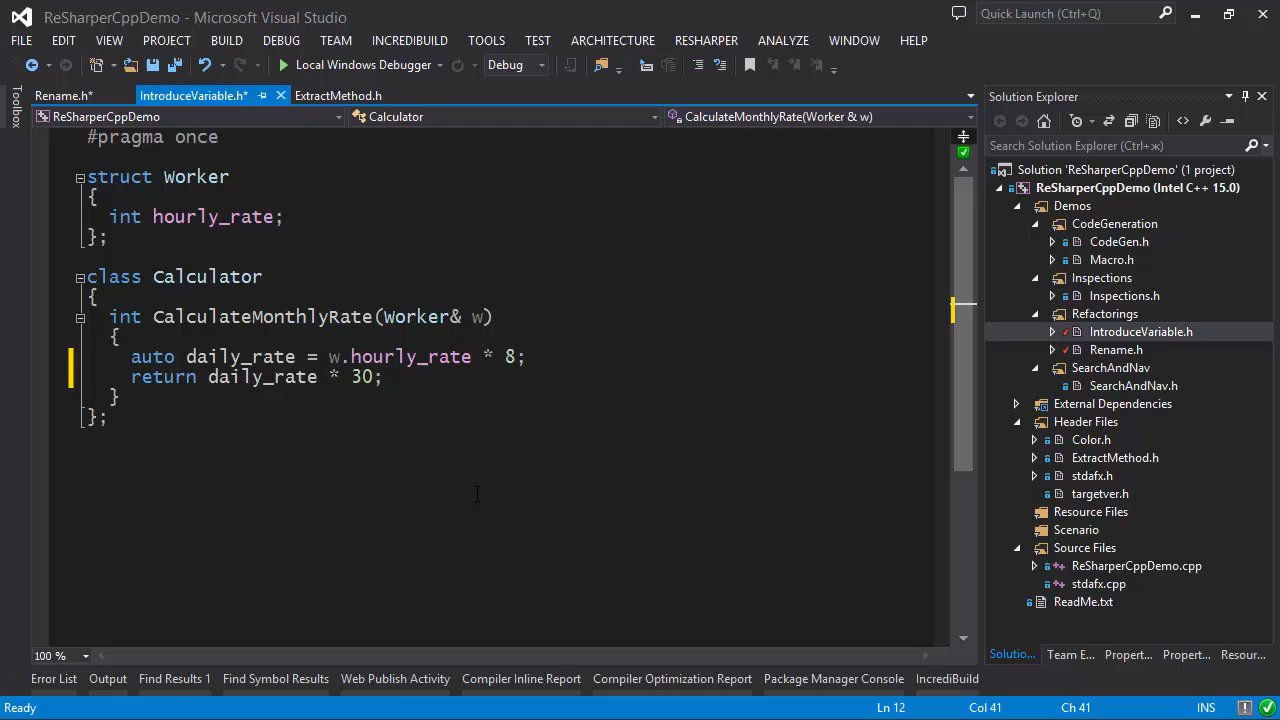 ReSharperCppDemo - Microsoft Visual Studio
Quick Launch (Ctrl+Q)
FILE EDIT VIEW PROJECT BUILD DEBUG TEAM INCREDIBUILD TOOLS TEST ARCHITECTURE RESHARPER ANALYZE WINDOW HELP
Local Windows Debugger Debug
Toolbox
Rename.h* IntroduceVariable.h* ExtractMethod.h
ReSharperCppDemo Calculator CalculateMonthlyRate(Worker & w)
#pragma once
struct Worker
{
int hourly_rate;
};
class Calculator
{
int CalculateMonthlyRate(Worker& w)
{
auto daily_rate = w.hourly_rate * 8;
return daily_rate * 30;
}
};
100 %
Solution Explorer
Search Solution Explorer (Ctrl+ж)
Solution 'ReSharperCppDemo' (1 project)
ReSharperCppDemo (Intel C++ 15.0)
Demos
CodeGeneration
CodeGen.h
Macro.h
Inspections
Inspections.h
Refactorings
IntroduceVariable.h
Rename.h
SearchAndNav
SearchAndNav.h
External Dependencies
Header Files
Color.h
ExtractMethod.h
stdafx.h
targetver.h
Resource Files
Scenario
Source Files
ReSharperCppDemo.cpp
stdafx.cpp
ReadMe.txt
Solutio... Team E... Propert... Propert... Resour...
Error List Output Find Results 1 Find Symbol Results Web Publish Activity Compiler Inline Report Compiler Optimization Report Package Manager Console IncrediBuild
Ready Ln 12 Col 41 Ch 41 INS